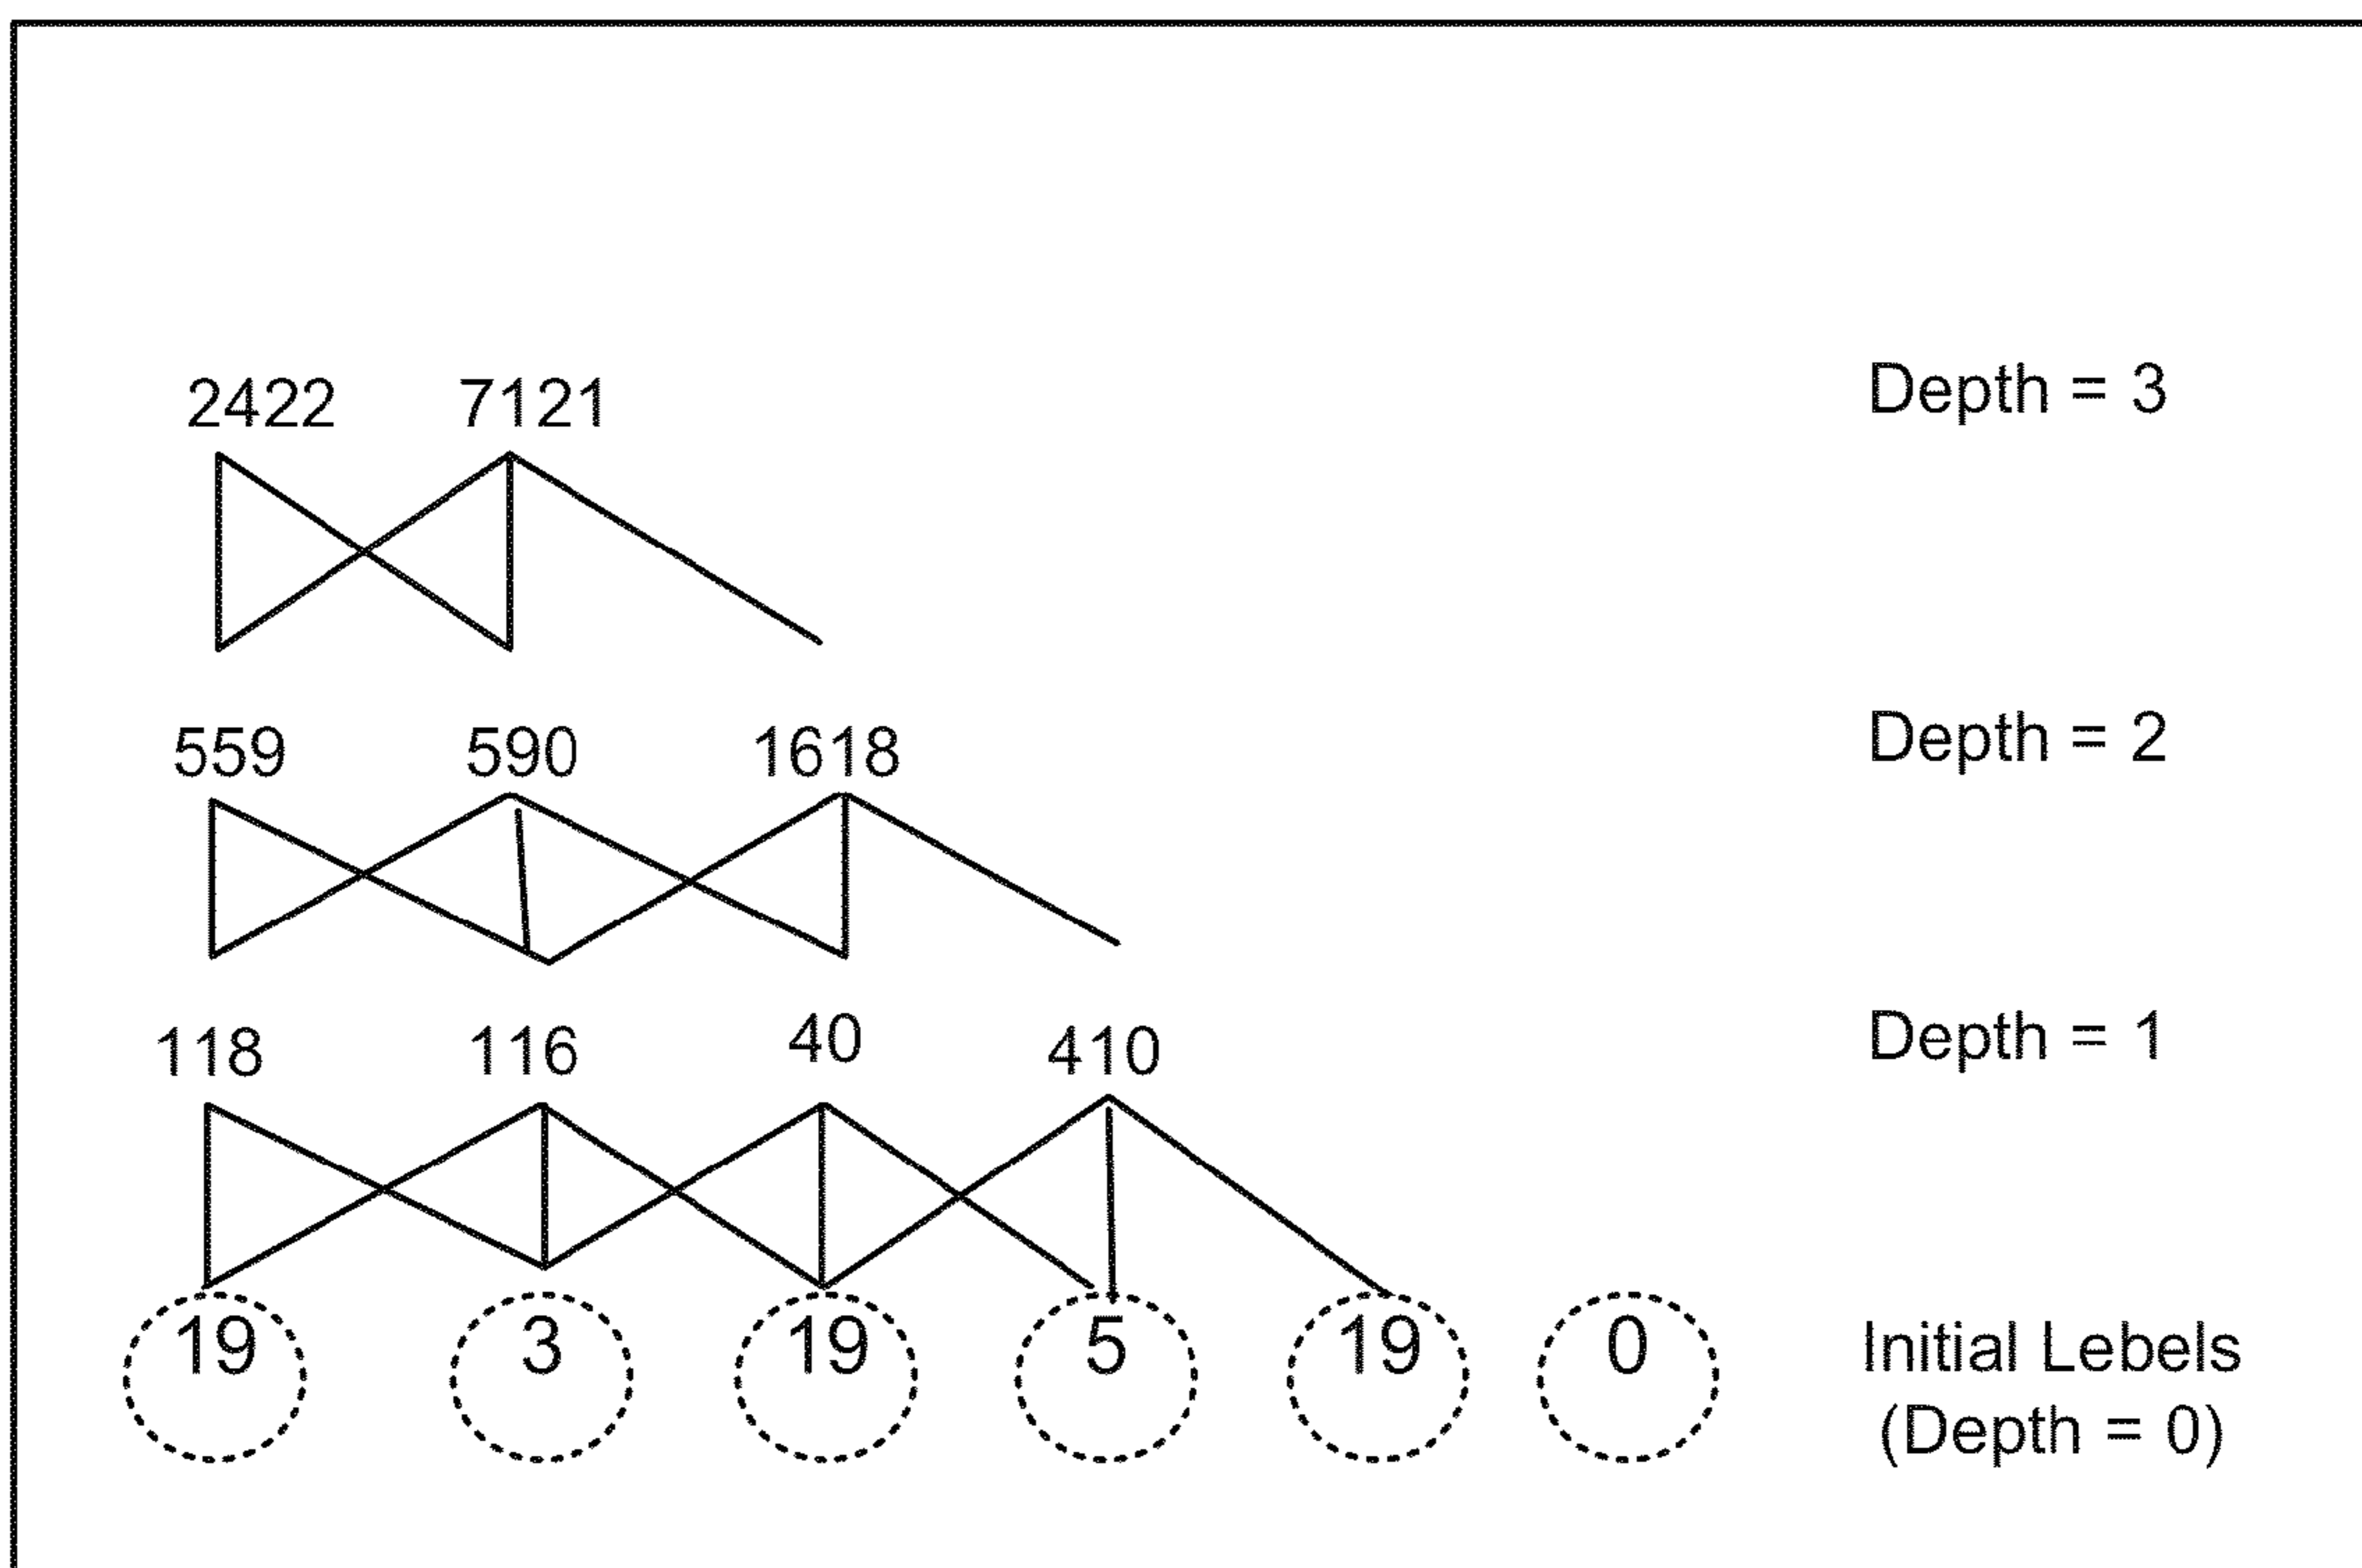 2422 7121 Depth = 3
559 590 1618 Depth = 2
118 116 40 410 Depth = 1
19 3 19 5 19 0 Initial Lebels
(Depth = 0)